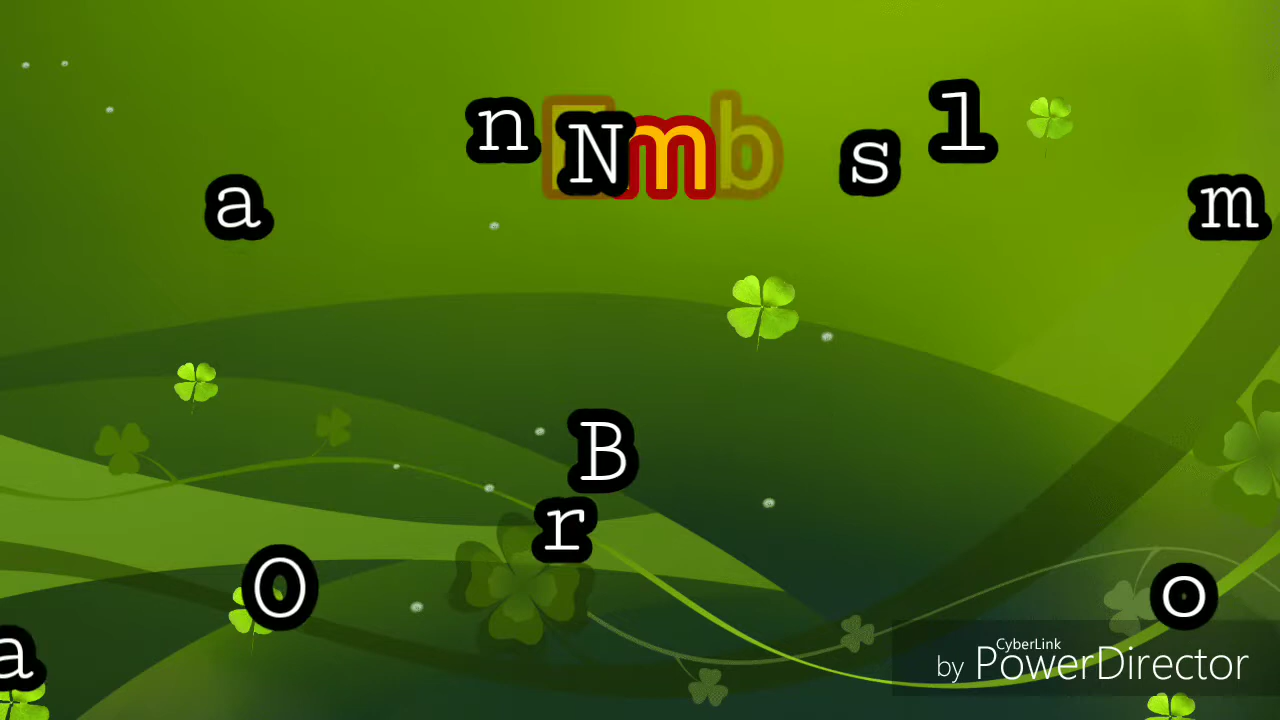 l
n N m b s
a m
B
r
O o
a
CyberLink
by PowerDirector